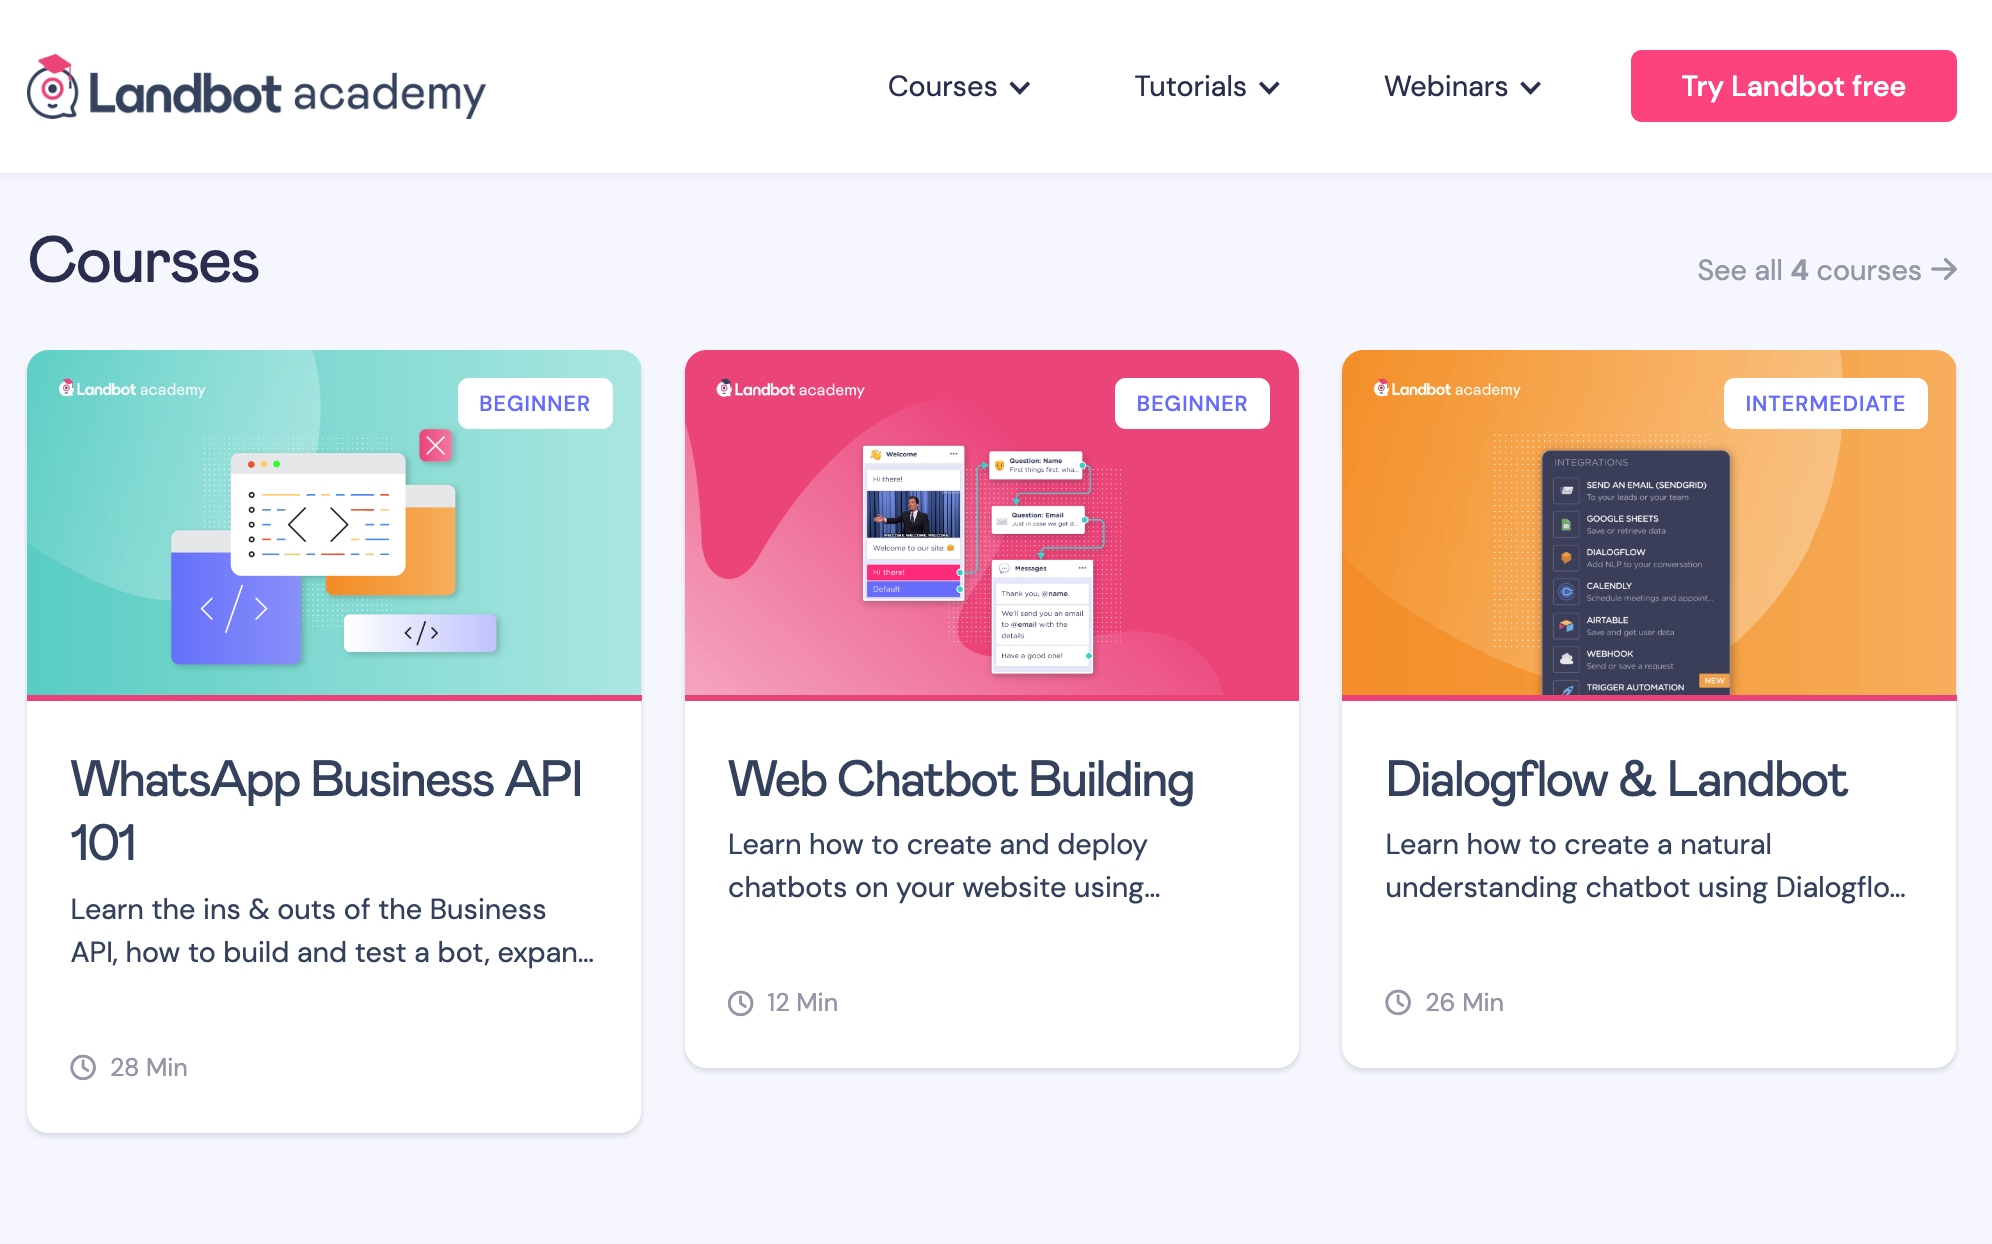 Landbot academy
Courses
Tutorials
Webinars
Try Landbot free
Courses
See all 4 courses
Landbot academy
BEGINNER
WhatsApp Business API
101
Learn the ins & outs of the Business
API, how to build and test a bot, expan...
28 Min
Landbot academy
BEGINNER
Welcome
Hi there!
WELCOME, WELCOME, WELCOME.
Welcome to our site.
Hi there!
Default
Question: Name
First things first, wha...
Question: Email
Just in case we get d...
Messages
Thank you, @name.
We'll send you an email
to @email with the
details
Have a good one!
Web Chatbot Building
Learn how to create and deploy
chatbots on your website using...
12 Min
Landbot academy
INTERMEDIATE
INTEGRATIONS
SEND AN EMAIL (SENDGRID)
To your leads or your team
GOOGLE SHEETS
Save or retrieve data
DIALOGFLOW
Add NLP to your conversation
CALENDLY
Schedule meetings and appoint...
AIRTABLE
Save and get user data
WEBHOOK
Send or save a request
NEW
TRIGGER AUTOMATION
Dialogflow & Landbot
Learn how to create a natural
understanding chatbot using Dialogflo...
26 Min